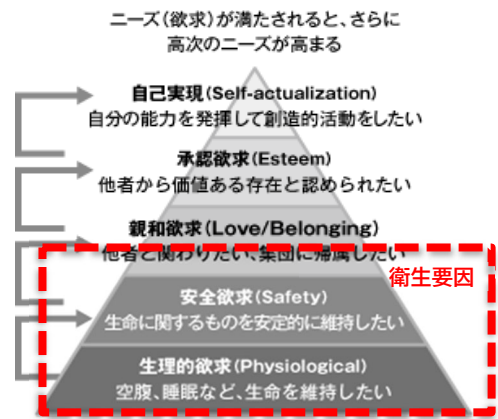 ニーズ(欲求)が満たされると、さらに
高次のニーズが高まる
自己実現(Self-actualization)
自分の能力を発揮して創造的活動をしたい
承認欲求(Esteem)
他者から価値ある存在と認められたい
親和欲求(Love/Belonging)
他者と関わりたい、集団に帰属したい
衛生要因
安全欲求(Safety)
生命に関するものを安定的に維持したい
生理的欲求(Physiological)
空腹、睡眠など、生命を維持したい